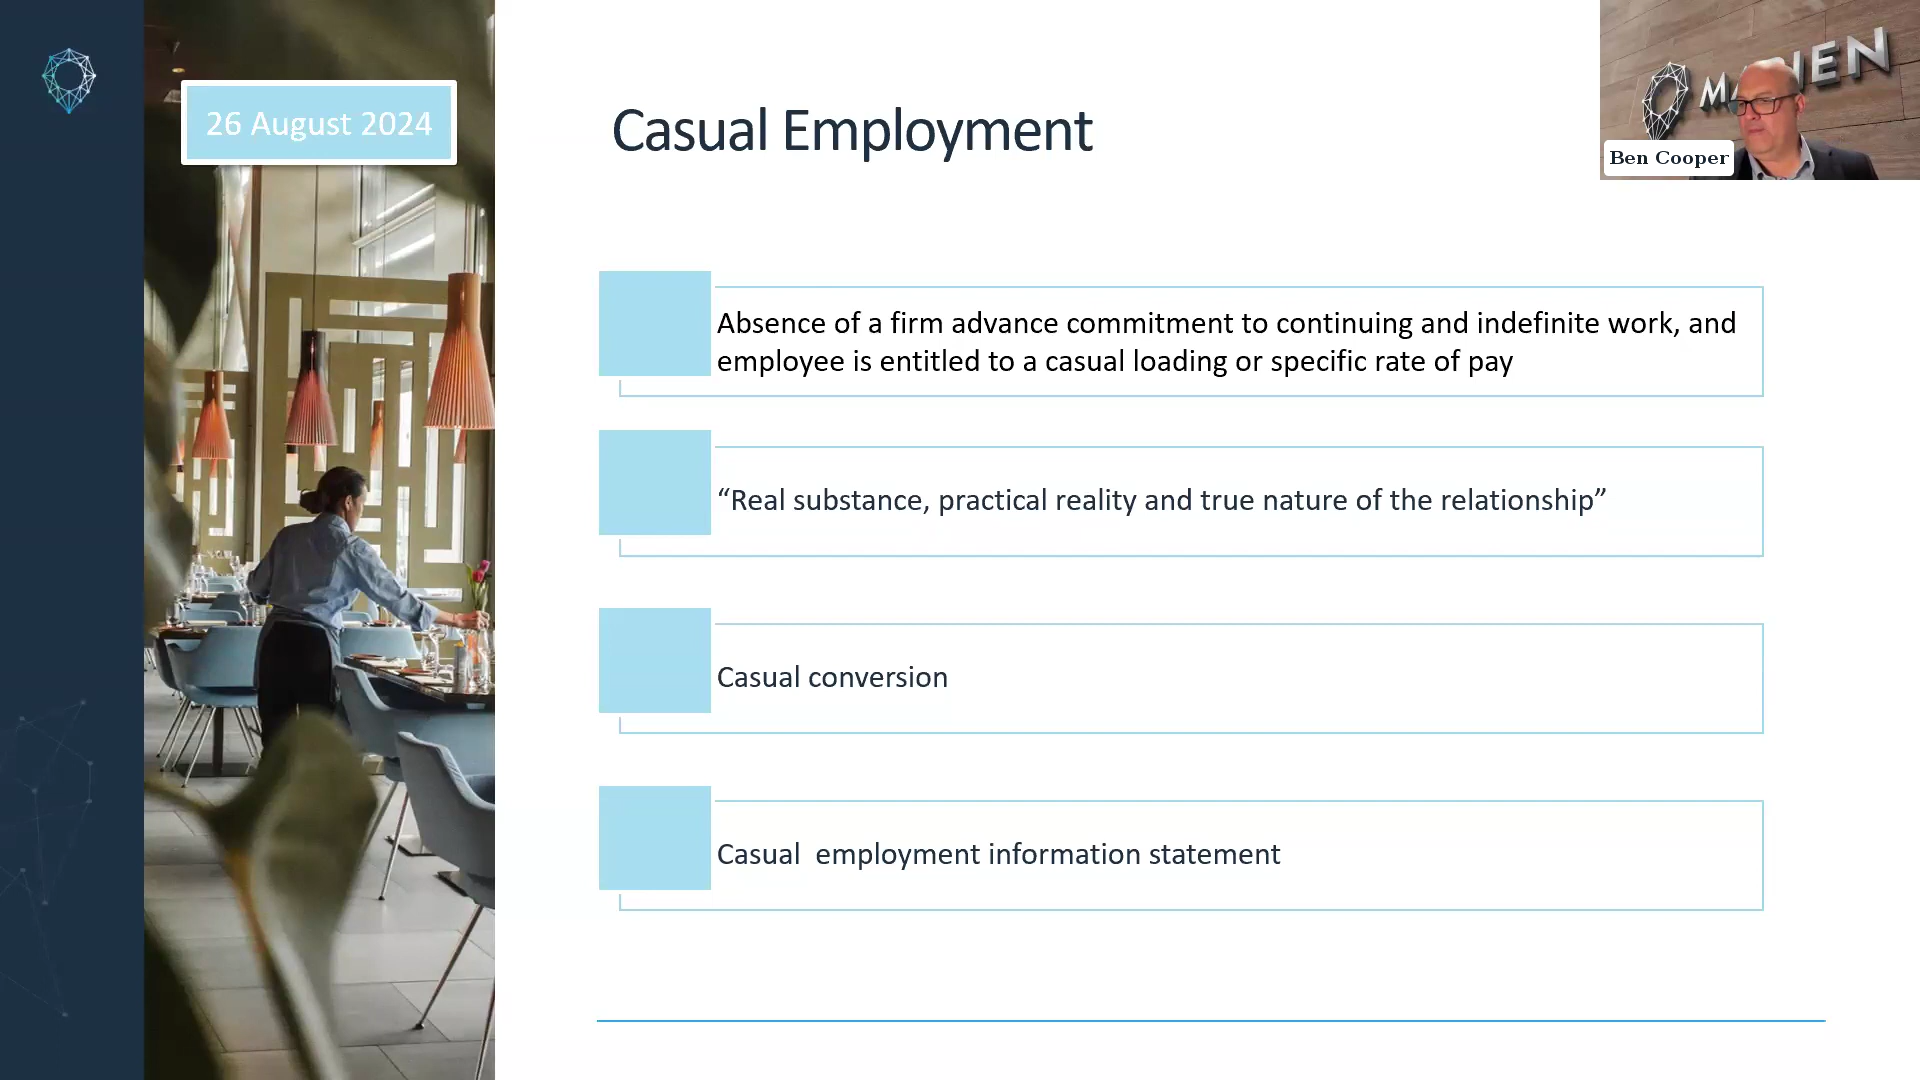 26 August 2024
Casual Employment
Ben Cooper
Absence of a firm advance commitment to continuing and indefinite work, and
employee is entitled to a casual loading or specific rate of pay
“Real substance, practical reality and true nature of the relationship”
Casual conversion
Casual  employment information statement